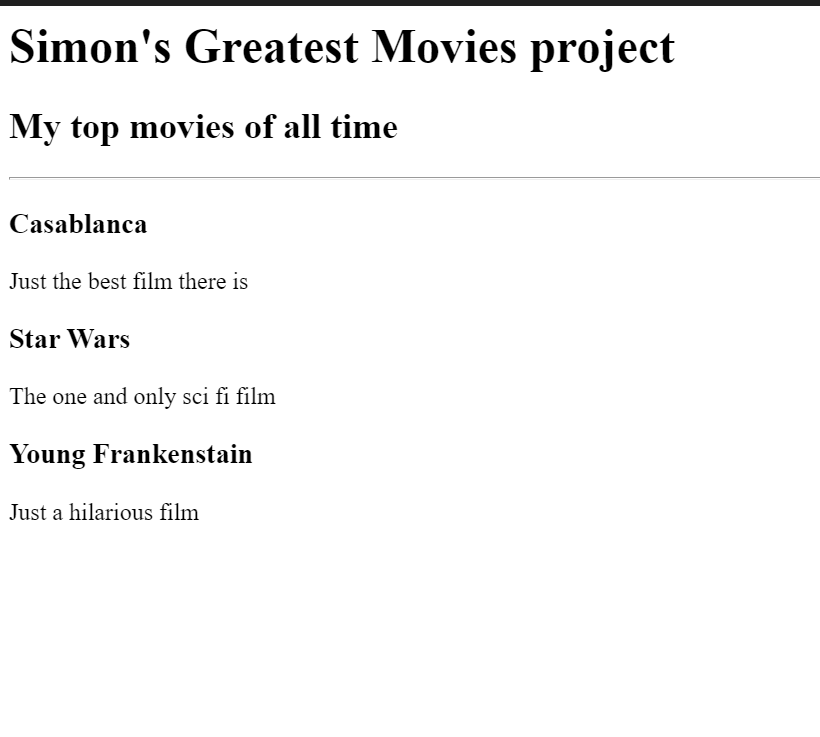 Simon's Greatest Movies project
My top movies of all time
Casablanca
Just the best film there is
Star Wars
The one and only sci fi film
Young Frankenstain
Just a hilarious film